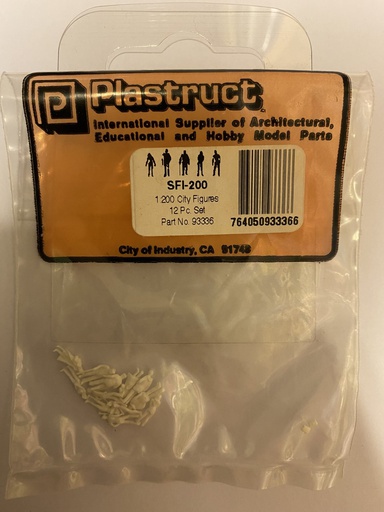 P Plastruct
International Supplier of Architectural,
Educational and Hobby Model Parts
SFI-200
1:200 City Figures
12 Pc. Set
Part No. 93336
764050933366
City of Industry, CA 91748